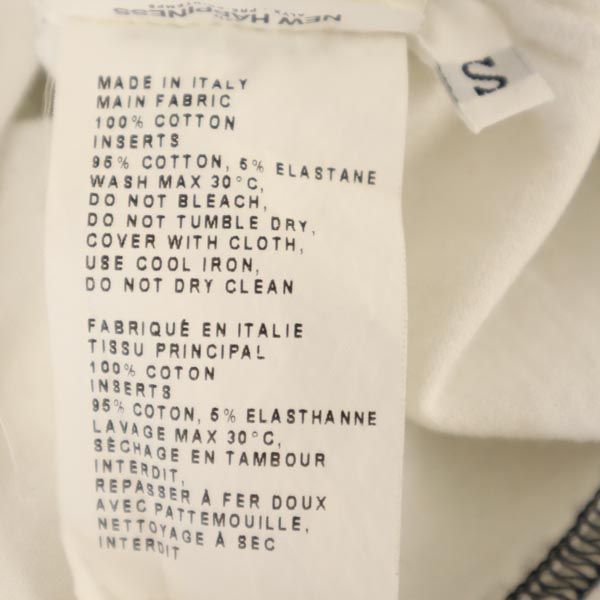 NEW HAPPINESS
S
MADE IN ITALY
MAIN FABRIC
100% COTTON
INSERTS
95% COTTON, 5% ELASTANE
WASH MAX 30°C,
DO NOT BLEACH,
DO NOT TUMBLE DRY,
COVER WITH CLOTH,
USE COOL IRON,
DO NOT DRY CLEAN
FABRIQUÉ EN ITALIE
TISSU PRINCIPAL
100% COTON
INSERTS
95% COTON, 5% ELASTHANNE
LAVAGE MAX 30°C,
SÈCHAGE EN TAMBOUR
INTERDIT,
REPASSER À FER DOUX
AVEC PATTEMOUILLE,
NETTOYAGE À SEC
INTERDIT